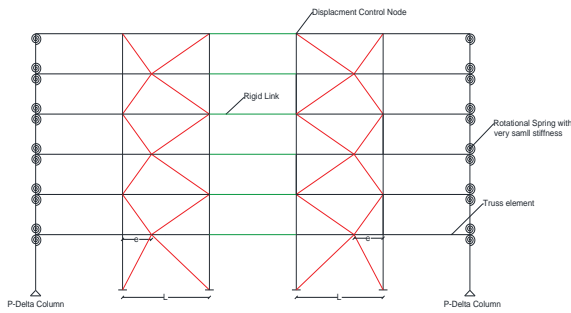 Displacment Control Node
Rigid Link
Rotational Spring with
very samll stiffness
Truss element
e
e
L
L
P-Delta Column
P-Delta Column